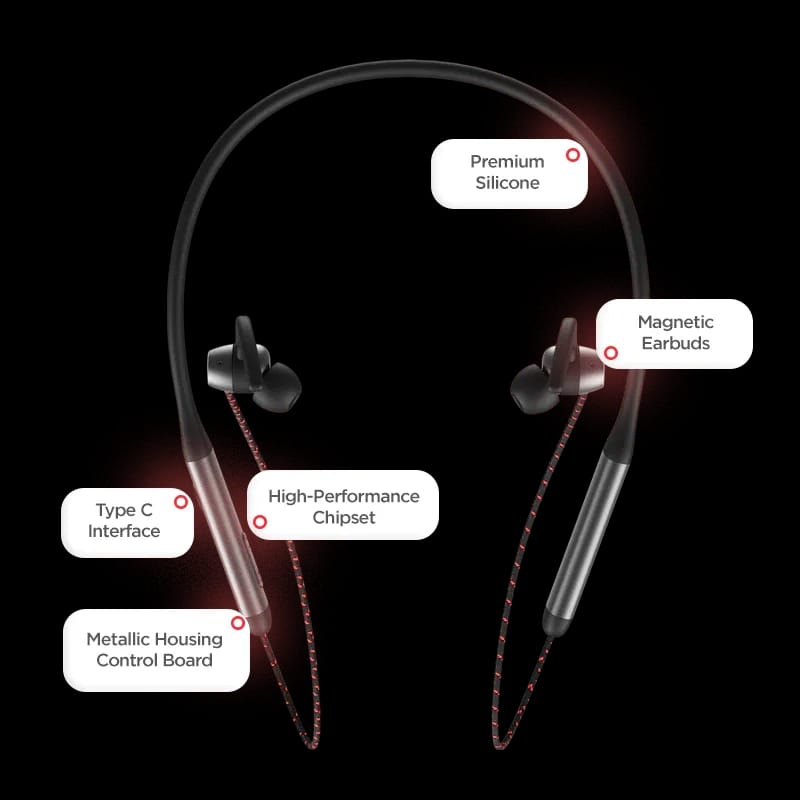 Premium
Silicone
Magnetic
Earbuds
High-Performance
Chipset
Type C
Interface
Metallic Housing
Control Board